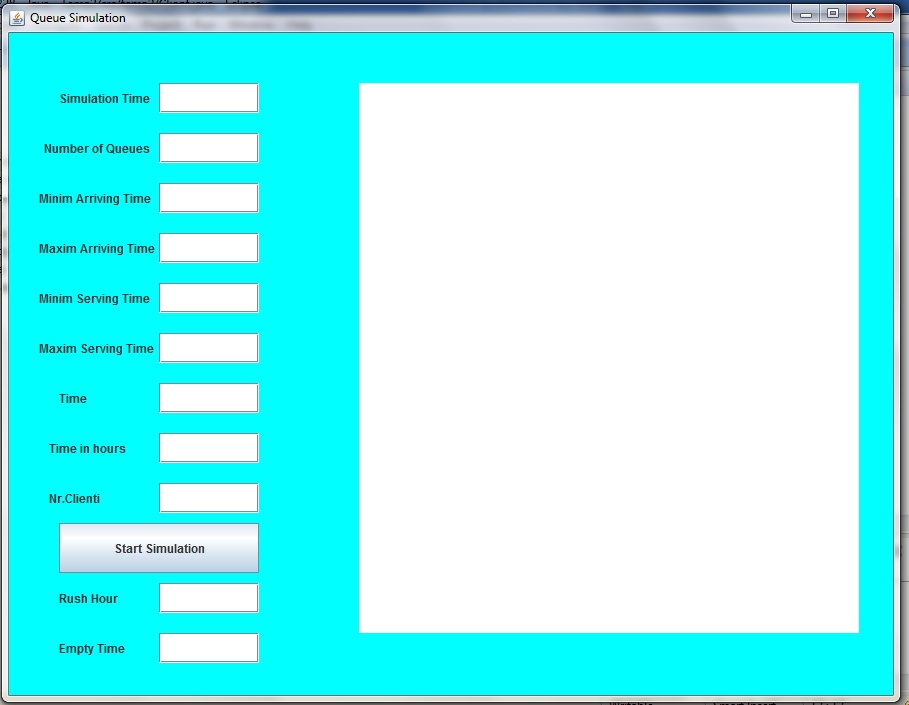 Queue Simulation
Simulation Time
Number of Queues
Minim Arriving Time
Maxim Arriving Time
Minim Serving Time
Maxim Serving Time
Time
Time in hours
Nr.Clienti
Start Simulation
Rush Hour
Empty Time